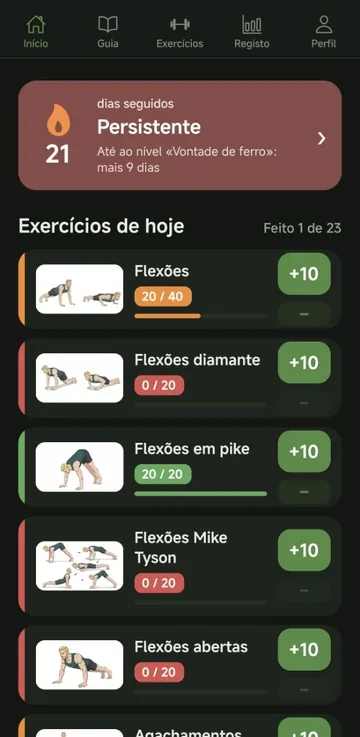 Início
Guia
Exercícios
Registo
Perfil
dias seguidos
Persistente
21
Até ao nível «Vontade de ferro»:
mais 9 dias
Exercícios de hoje
Feito 1 de 23
Flexões
20 / 40
+10
–
Flexões diamante
0 / 20
+10
–
Flexões em pike
20 / 20
+10
–
Flexões Mike
Tyson
0 / 20
+10
–
Flexões abertas
0 / 20
+10
–
Agachamentos
+10